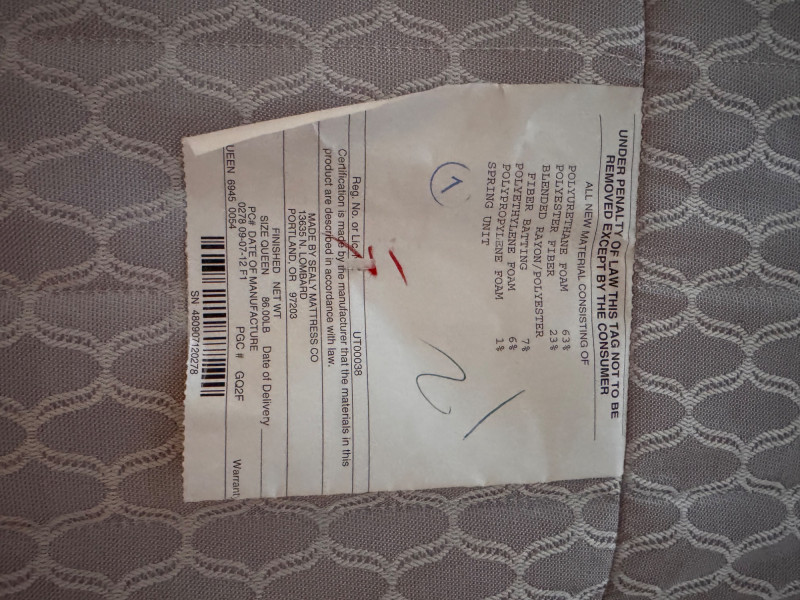 UNDER PENALTY OF LAW THIS TAG NOT TO BE
REMOVED EXCEPT BY THE CONSUMER
ALL NEW MATERIAL CONSISTING OF
POLYURETHANE FOAM 63%
POLYESTER FIBER 23%
BLENDED RAYON/POLYESTER
FIBER BATTING 7%
POLYETHYLENE FOAM 6%
POLYPROPYLENE FOAM 1%
SPRING UNIT
1
Reg. No. or Lic. UT00038
Certification is made by the manufacturer that the materials in this
product are described in accordance with law.
MADE BY SEALY MATTRESS CO
13635 N. LOMBARD
PORTLAND, OR 97203
FINISHED NET WT
SIZE QUEEN 86.00LB Date of Delivery
PC# DATE OF MANUFACTURE PGC # GQ2F
0278 09-07-12 F1 Warrant
UEEN 6945 0054
SN 480907120278